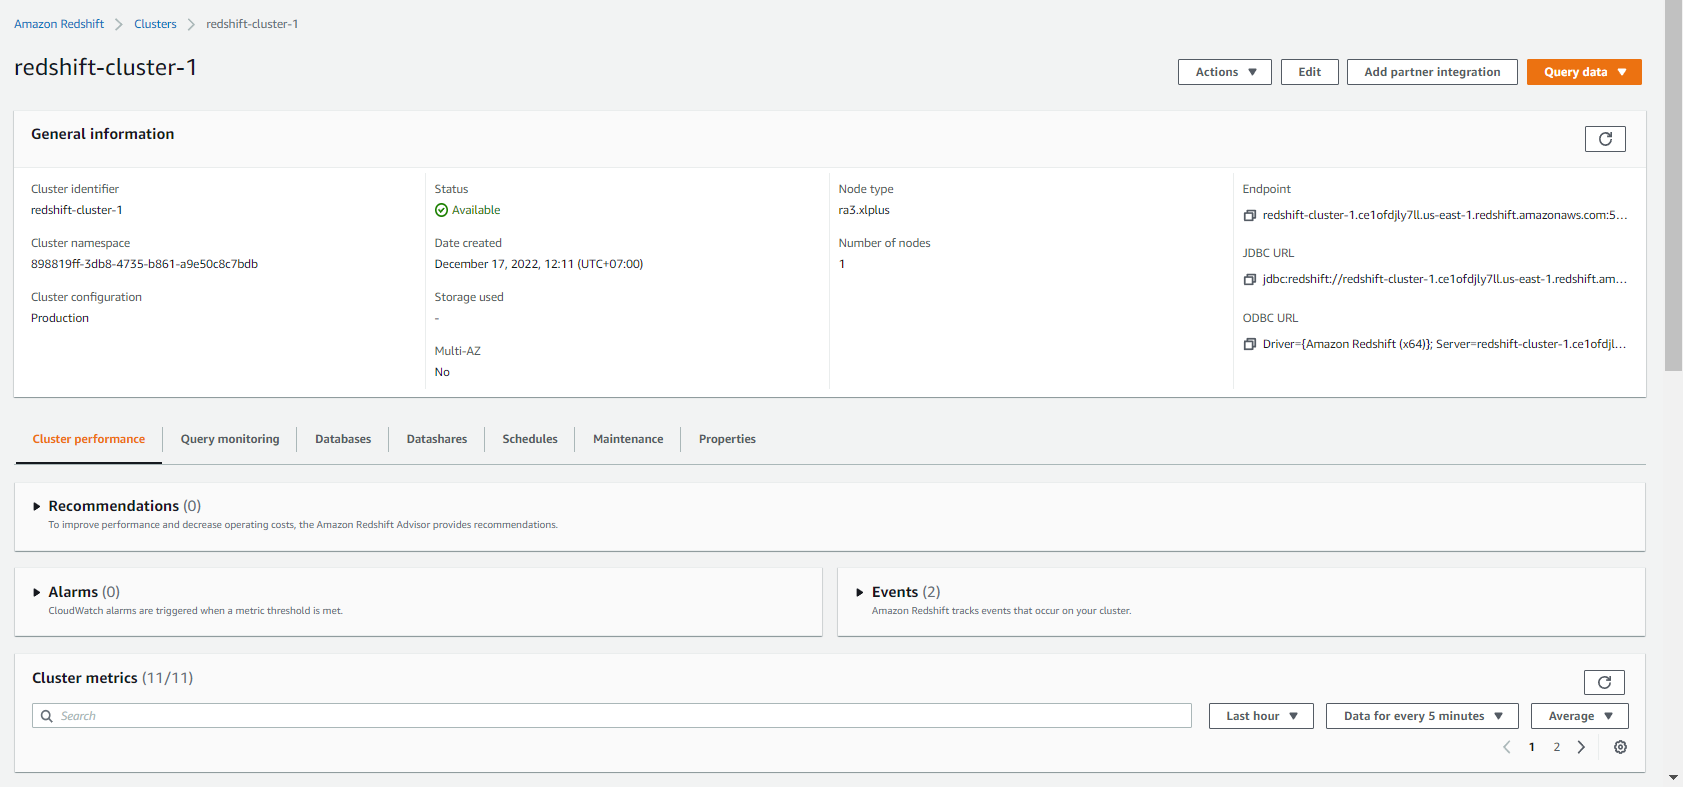 Amazon Redshift
Clusters
redshift-cluster-1
redshift-cluster-1
Actions
Edit
Add partner integration
Query data
General information
Cluster identifier
redshift-cluster-1
Cluster namespace
898819ff-3db8-4735-b861-a9e50c8c7bdb
Cluster configuration
Production
Status
Available
Date created
December 17, 2022, 12:11 (UTC+07:00)
Storage used
-
Multi-AZ
No
Node type
ra3.xlplus
Number of nodes
1
Endpoint
redshift-cluster-1.ce1ofdjly7ll.us-east-1.redshift.amazonaws.com:5...
JDBC URL
jdbc:redshift://redshift-cluster-1.ce1ofdjly7ll.us-east-1.redshift.am...
ODBC URL
Driver={Amazon Redshift (x64)}; Server=redshift-cluster-1.ce1ofdjl...
Cluster performance
Query monitoring
Databases
Datashares
Schedules
Maintenance
Properties
Recommendations (0)
To improve performance and decrease operating costs, the Amazon Redshift Advisor provides recommendations.
Alarms (0)
CloudWatch alarms are triggered when a metric threshold is met.
Events (2)
Amazon Redshift tracks events that occur on your cluster.
Cluster metrics (11/11)
Search
Last hour
Data for every 5 minutes
Average
1 2